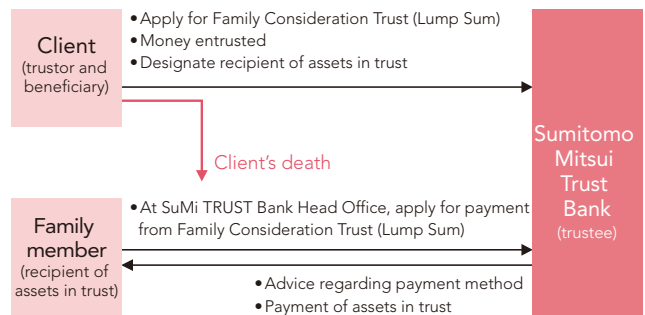 Client
(trustor and
beneficiary)
•Apply for Family Consideration Trust (Lump Sum)
•Money entrusted
•Designate recipient of assets in trust
Sumitomo
Mitsui
Trust
Bank
(trustee)
Client's death
Family
member
(recipient of
assets in trust)
•At SuMi TRUST Bank Head Office, apply for payment
from Family Consideration Trust (Lump Sum)
•Advice regarding payment method
•Payment of assets in trust